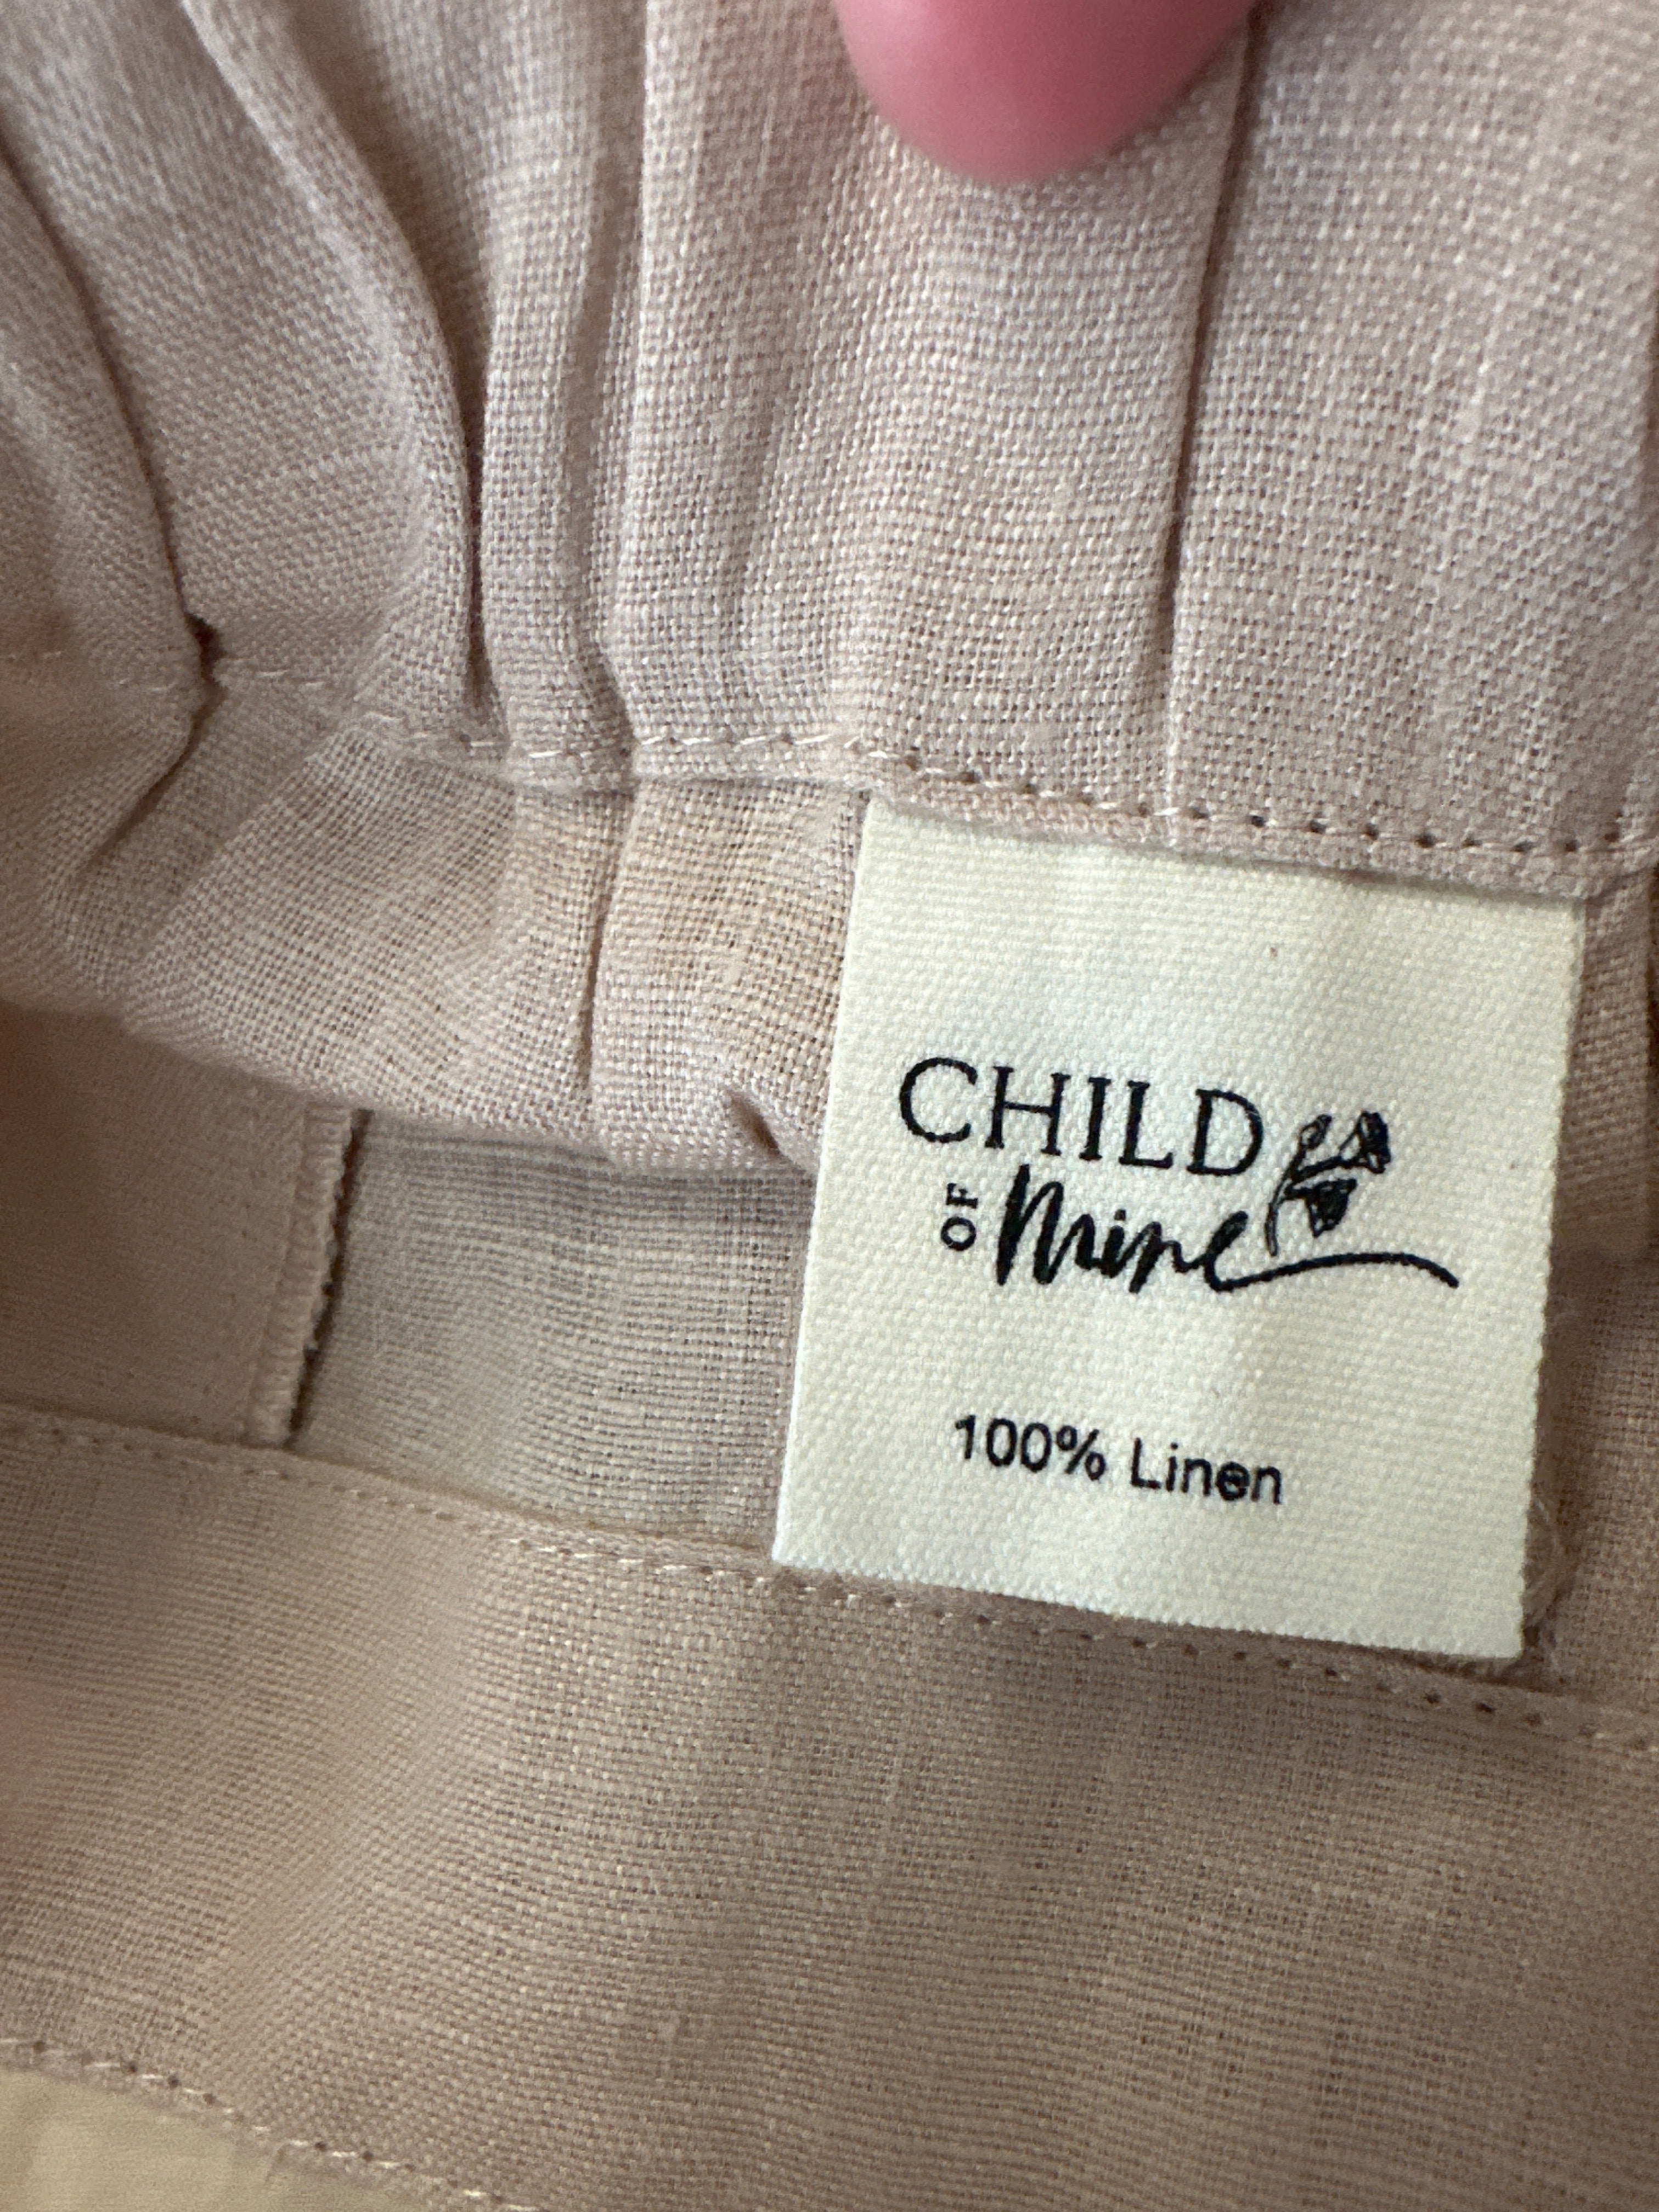 CHILD
OF mine
100% Linen